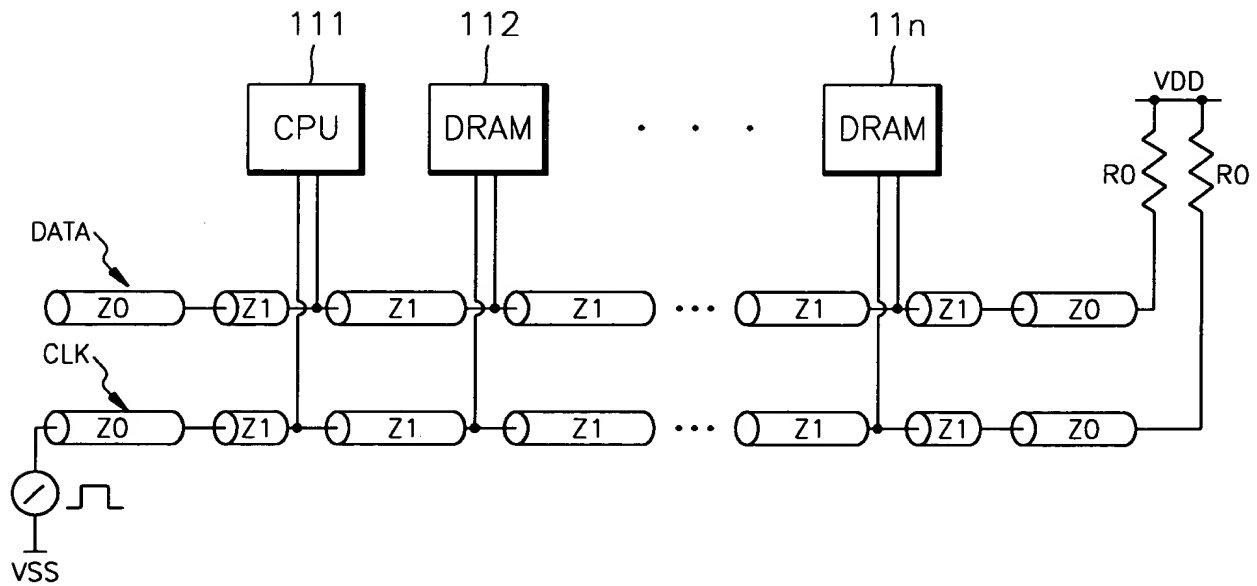 111 112 11n
VDD
CPU DRAM . . . DRAM
R0 R0
DATA
Z0 Z1 Z1 Z1 ... Z1 Z1 Z0
CLK
Z0 Z1 Z1 Z1 ... Z1 Z1 Z0
VSS